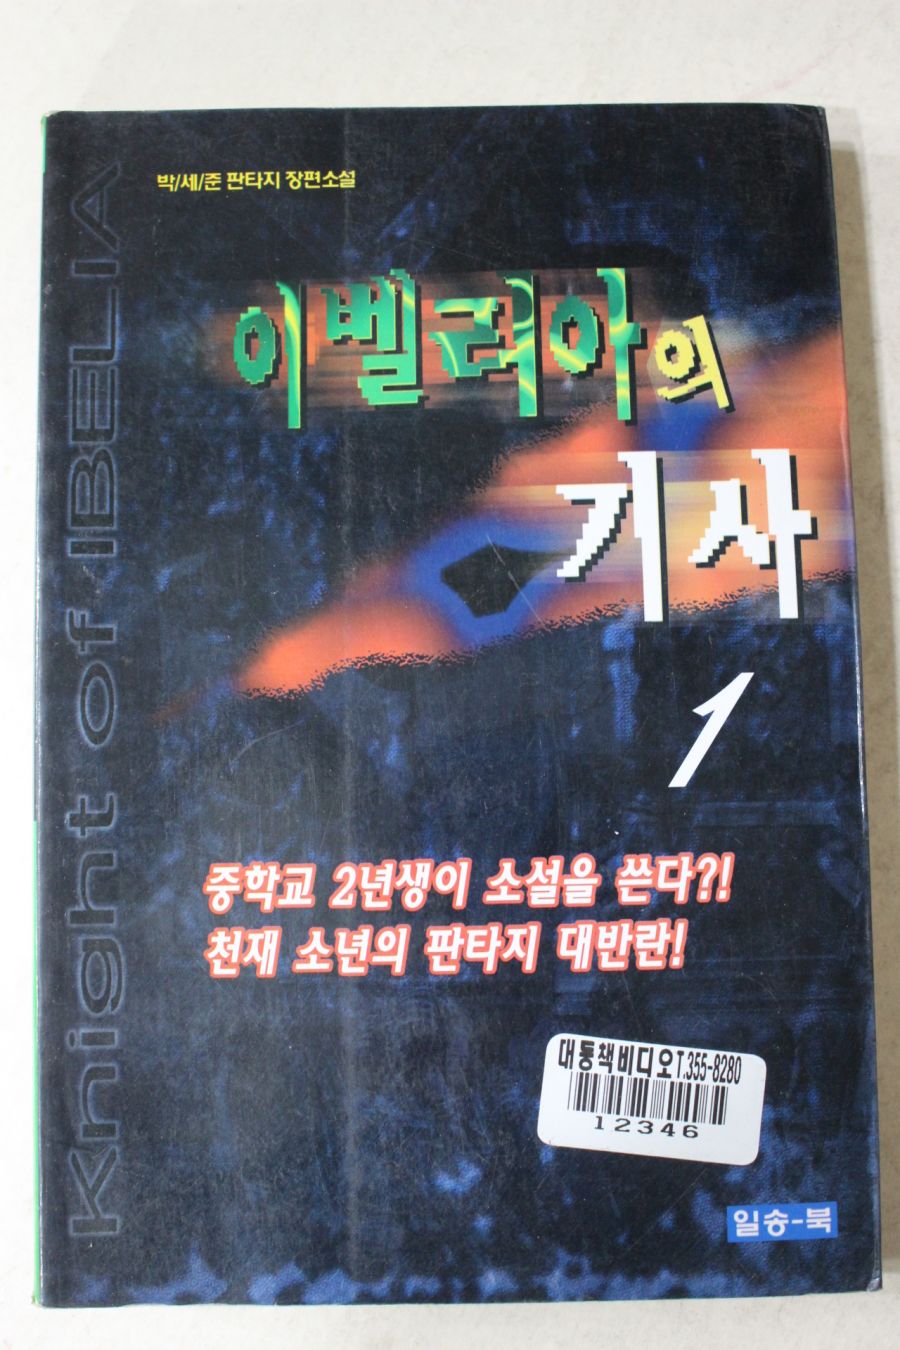 박/세/준 판타지 장편소설
이벨리아의
기사
1
Knight of IBELIA
중학교 2년생이 소설을 쓴다?!
천재 소년의 판타지 대반란!
대동책비디오T.355-8280
12346
일송-북